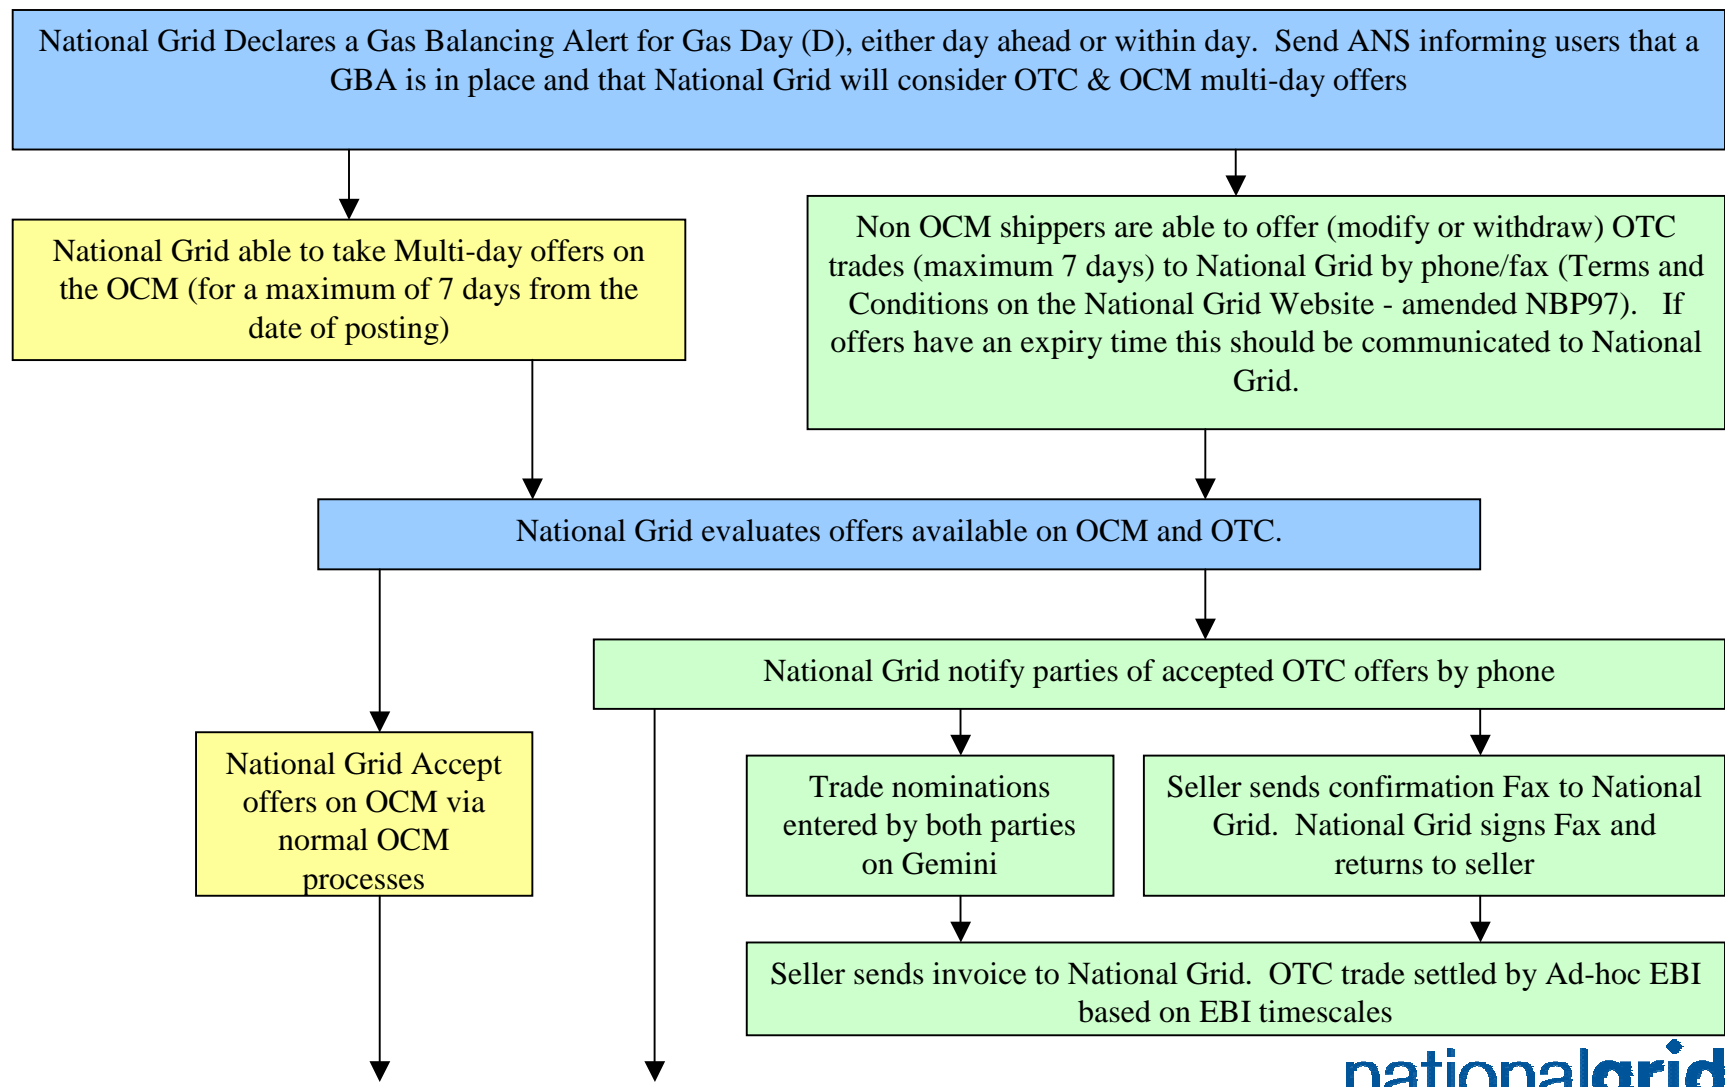 National Grid Declares a Gas Balancing Alert for Gas Day (D), either day ahead or within day.  Send ANS informing users that a
GBA is in place and that National Grid will consider OTC & OCM multi-day offers
National Grid able to take Multi-day offers on
the OCM (for a maximum of 7 days from the
date of posting)
Non OCM shippers are able to offer (modify or withdraw) OTC
trades (maximum 7 days) to National Grid by phone/fax (Terms and
Conditions on the National Grid Website - amended NBP97).   If
offers have an expiry time this should be communicated to National
Grid.
National Grid evaluates offers available on OCM and OTC.
National Grid notify parties of accepted OTC offers by phone
National Grid Accept
offers on OCM via
normal OCM
processes
Trade nominations
entered by both parties
on Gemini
Seller sends confirmation Fax to National
Grid.  National Grid signs Fax and
returns to seller
Seller sends invoice to National Grid.  OTC trade settled by Ad-hoc EBI
based on EBI timescales
nationalgrid